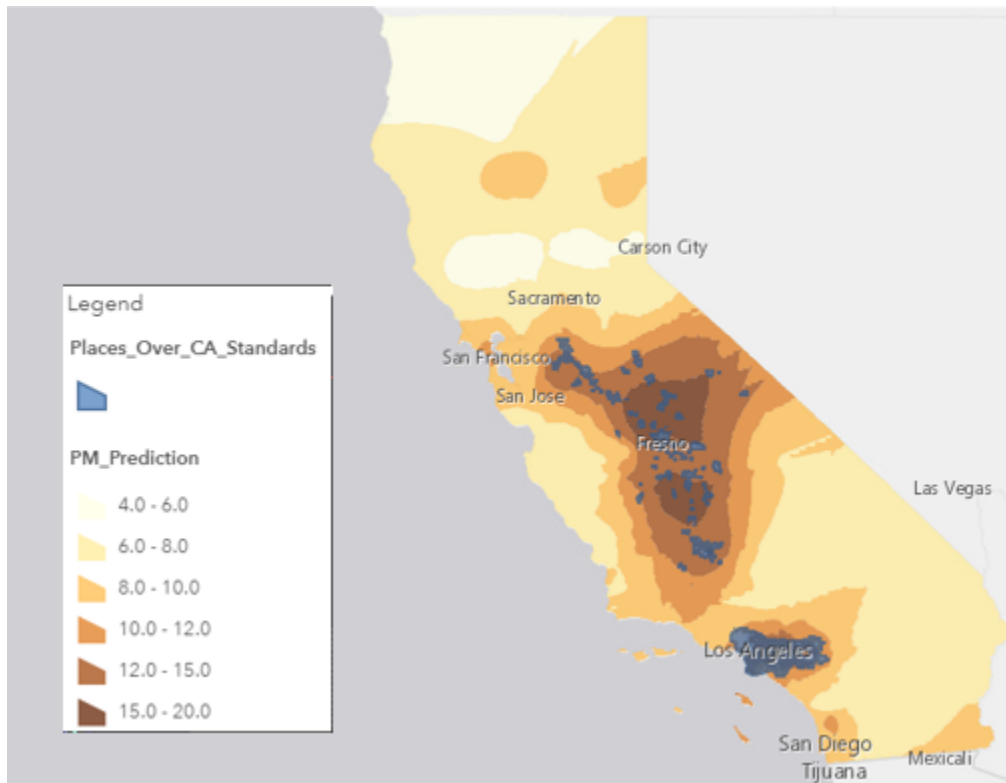 Carson City
Sacramento
San Francisco
San Jose
Fresno
Las Vegas
Los Angeles
San Diego
Tijuana
Mexicali
Legend
Places_Over_CA_Standards
PM_Prediction
4.0 - 6.0
6.0 - 8.0
8.0 - 10.0
10.0 - 12.0
12.0 - 15.0
15.0 - 20.0